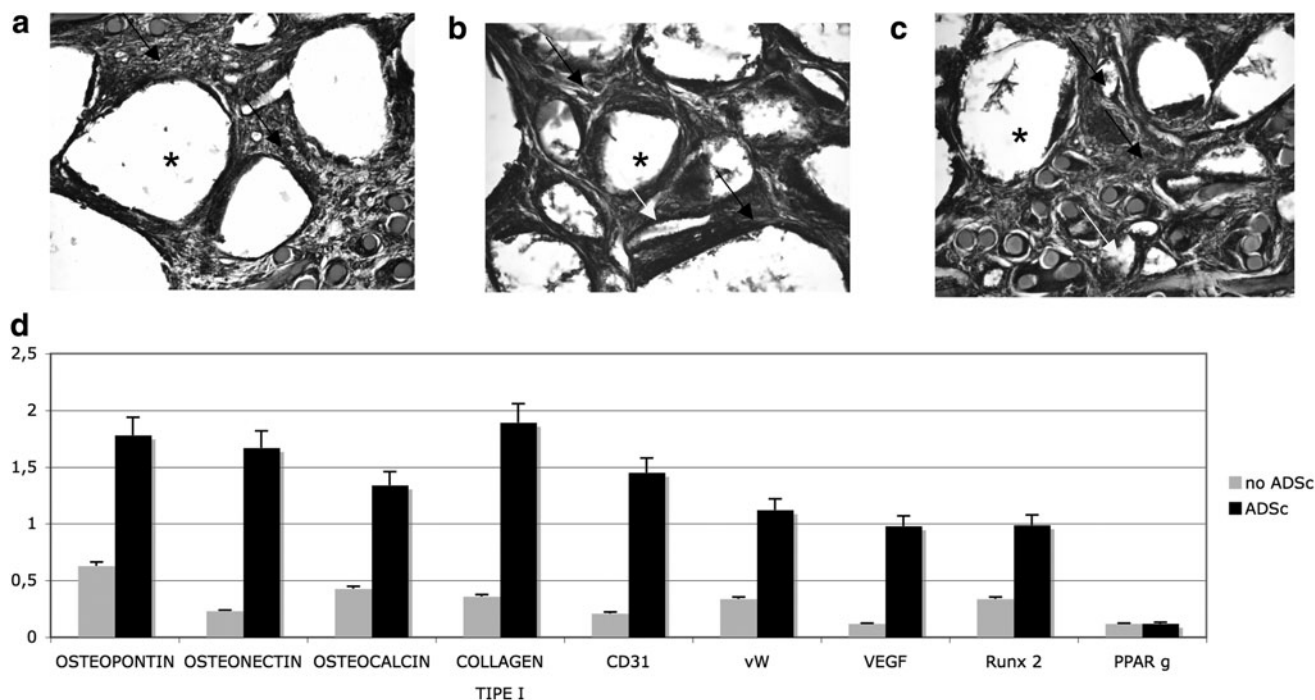 a
b
c
*
*
*
d
2,5
2
1,5
1
0,5
0
OSTEOPONTIN OSTEONECTIN OSTEOCALCIN COLLAGEN CD31 vW VEGF Runx 2 PPAR g
TIPE I
no ADSc
ADSc